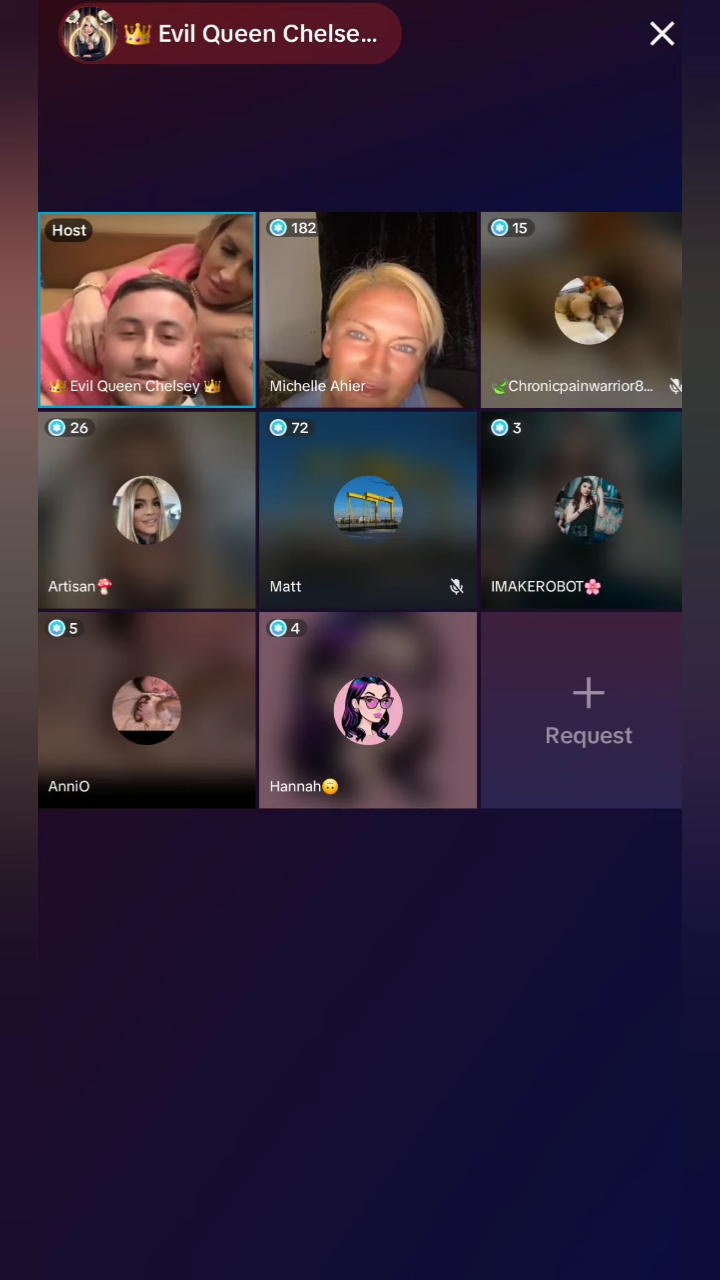 👑 Evil Queen Chelse...
Host
182
15
👑 Evil Queen Chelsey 👑
Michelle Ahier
🌿Chronicpainwarrior8...
26
72
3
Artisan🍄
Matt
IMAKEROBOT🌸
5
4
Request
AnniO
Hannah🙃